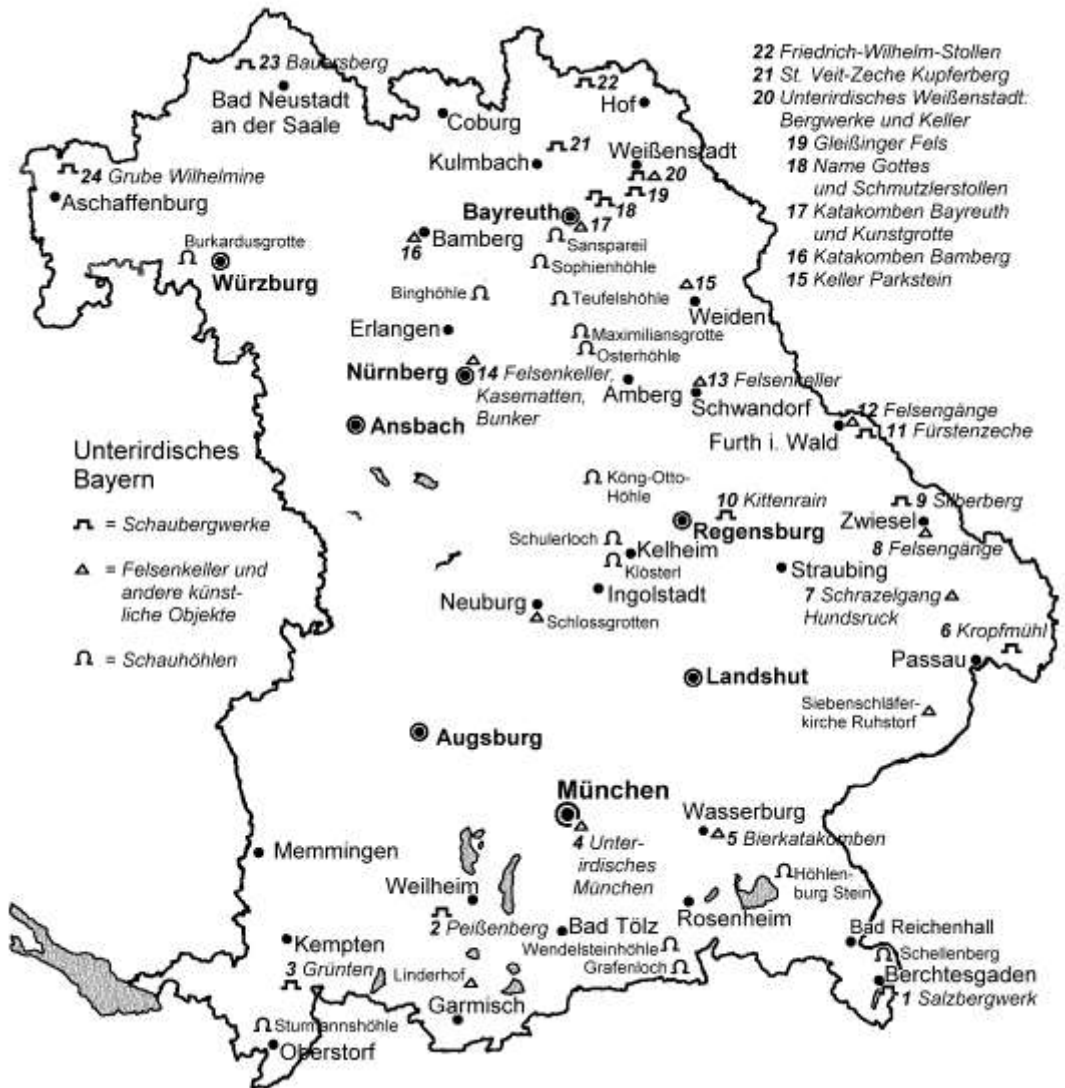 23 Bauersberg
Bad Neustadt
an der Saale
Coburg
22
Hof
22 Friedrich-Wilhelm-Stollen
21 St. Veit-Zeche Kupferberg
20 Unterirdisches Weißenstadt:
Bergwerke und Keller
19 Gleißinger Fels
18 Name Gottes
und Schmutzlerstollen
17 Katakomben Bayreuth
und Kunstgrotte
16 Katakomben Bamberg
15 Keller Parkstein
21
Kulmbach
Weißenstadt
20
19
18
24 Grube Wilhelmine
Aschaffenburg
Bayreuth
17
Bamberg
16
Sanspareil
Sophienhöhle
Burkardusgrotte
Würzburg
Binghöhle
Teufelshöhle
15
Weiden
Erlangen
Maximiliansgrotte
Osterhöhle
Nürnberg
14 Felsenkeller,
Kasematten,
Bunker
Amberg
13 Felsenkeller
Schwandorf
Ansbach
12 Felsengänge
11 Fürstenzeche
Furth i. Wald
Unterirdisches
Bayern
= Schaubergwerke
= Felsenkeller und
andere künst-
liche Objekte
= Schauhöhlen
Köng-Otto-
Höhle
10 Kittenrain
Regensburg
9 Silberberg
Zwiesel
8 Felsengänge
Schulerloch
Kelheim
Klösterl
Straubing
Ingolstadt
Neuburg
Schlossgrotten
7 Schrazelgang
Hundsruck
6 Kropfmühl
Passau
Landshut
Siebenschläfer-
kirche Ruhstorf
Augsburg
München
4 Unter-
irdisches
München
Wasserburg
5 Bierkatakomben
Memmingen
Weilheim
2 Peißenberg
Höhlen-
burg Stein
Rosenheim
Bad Tölz
Wendelsteinhöhle
Grafenloch
Bad Reichenhall
Schellenberg
Berchtesgaden
1 Salzbergwerk
Kempten
3 Grünten
Linderhof
Garmisch
Sturmannshöhle
Oberstorf